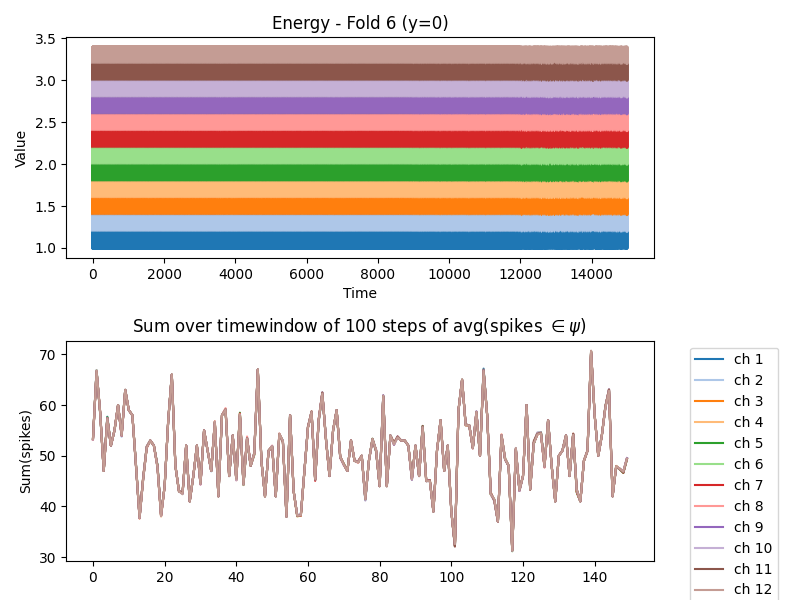 Energy - Fold 6 (y=0)
3.5
3.0
2.5
2.0
1.5
1.0
Value
0 2000 4000 6000 8000 10000 12000 14000
Time
Sum over timewindow of 100 steps of avg(spikes ∈ ψ)
70
60
50
40
30
Sum(spikes)
0 20 40 60 80 100 120 140
ch 1
ch 2
ch 3
ch 4
ch 5
ch 6
ch 7
ch 8
ch 9
ch 10
ch 11
ch 12